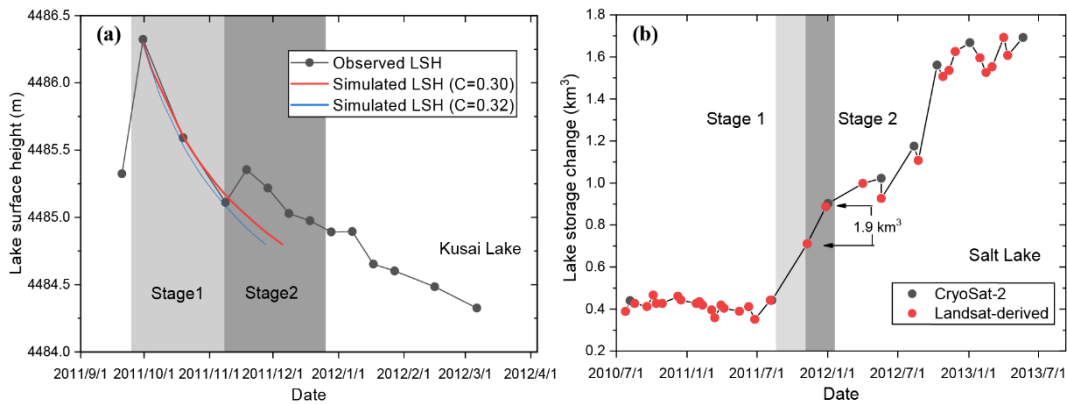 (a)
Observed LSH
Simulated LSH (C=0.30)
Simulated LSH (C=0.32)
Lake surface height (m)
4486.5
4486.0
4485.5
4485.0
4484.5
4484.0
Stage1
Stage2
Kusai Lake
2011/9/1
2011/10/1
2011/11/1
2011/12/1
2012/1/1
2012/2/1
2012/3/1
2012/4/1
Date
(b)
Lake storage change (km³)
1.8
1.6
1.4
1.2
1.0
0.8
0.6
0.4
0.2
Stage 1
Stage 2
1.9 km³
Salt Lake
CryoSat-2
Landsat-derived
2010/7/1
2011/1/1
2011/7/1
2012/1/1
2012/7/1
2013/1/1
2013/7/1
Date